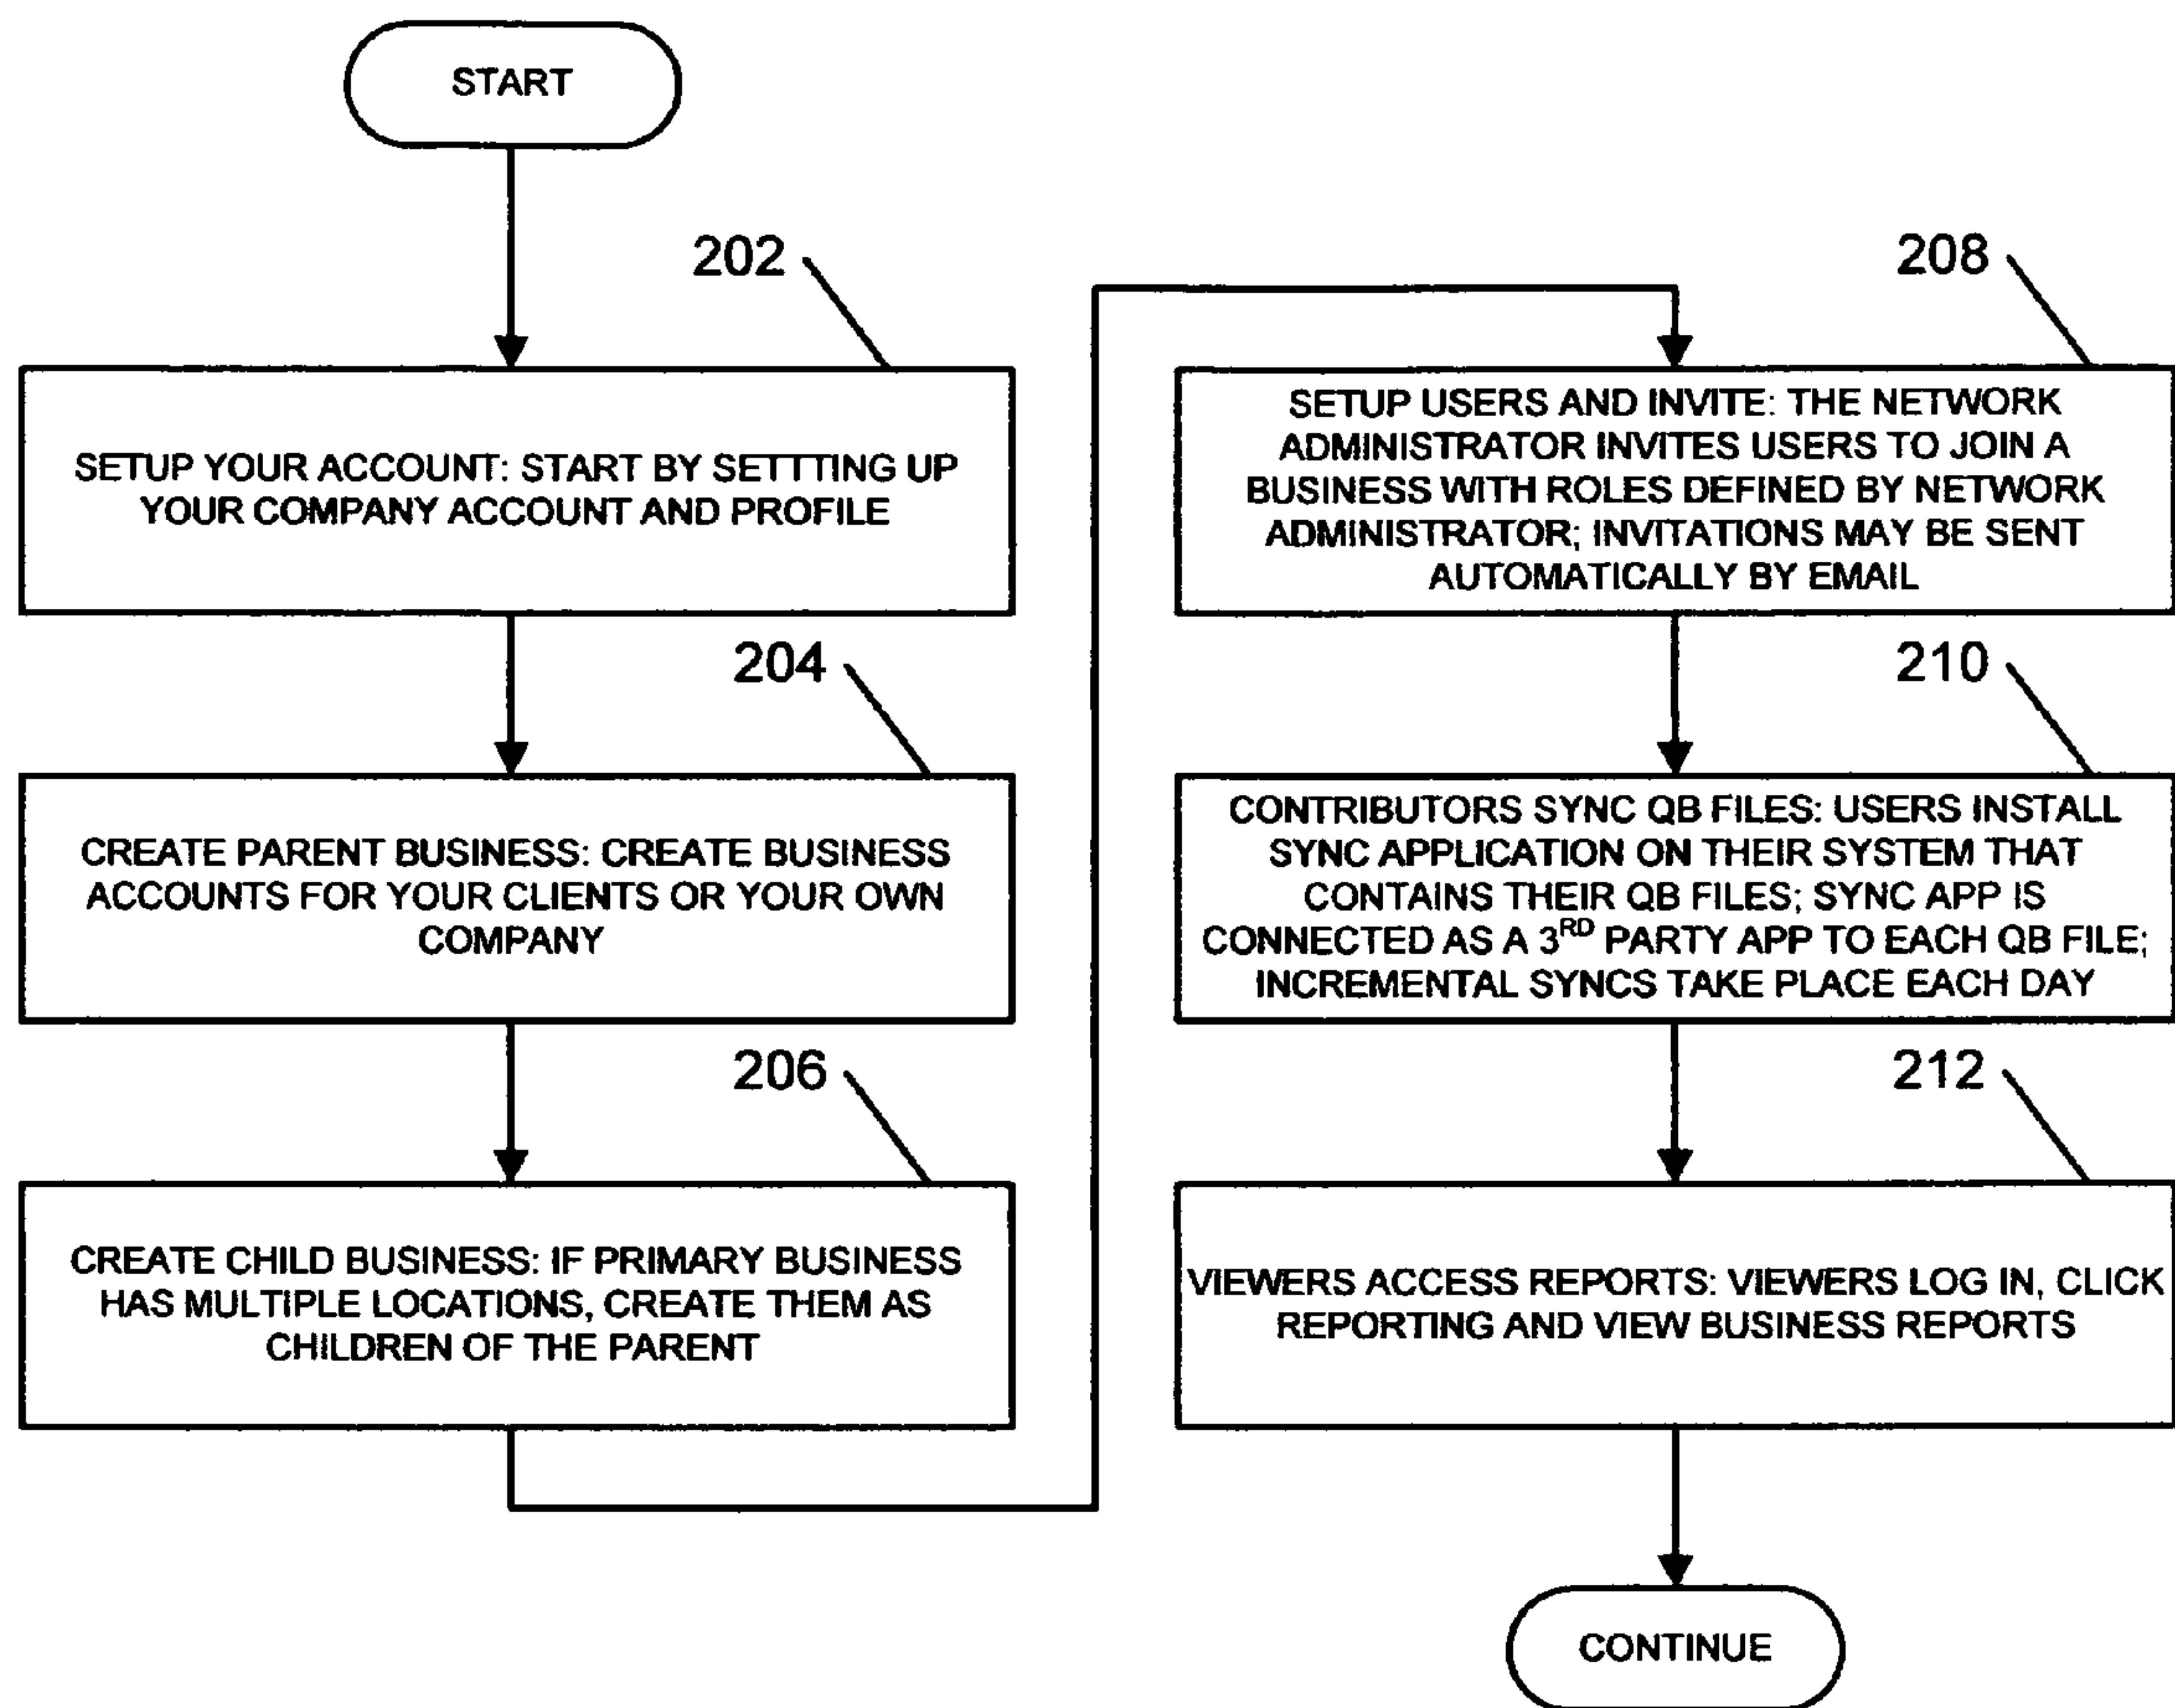 START
202
SETUP YOUR ACCOUNT: START BY SETTTING UP
YOUR COMPANY ACCOUNT AND PROFILE
204
CREATE PARENT BUSINESS: CREATE BUSINESS
ACCOUNTS FOR YOUR CLIENTS OR YOUR OWN
COMPANY
206
CREATE CHILD BUSINESS: IF PRIMARY BUSINESS
HAS MULTIPLE LOCATIONS, CREATE THEM AS
CHILDREN OF THE PARENT
208
SETUP USERS AND INVITE: THE NETWORK
ADMINISTRATOR INVITES USERS TO JOIN A
BUSINESS WITH ROLES DEFINED BY NETWORK
ADMINISTRATOR; INVITATIONS MAY BE SENT
AUTOMATICALLY BY EMAIL
210
CONTRIBUTORS SYNC QB FILES: USERS INSTALL
SYNC APPLICATION ON THEIR SYSTEM THAT
CONTAINS THEIR QB FILES; SYNC APP IS
CONNECTED AS A 3RD PARTY APP TO EACH QB FILE;
INCREMENTAL SYNCS TAKE PLACE EACH DAY
212
VIEWERS ACCESS REPORTS: VIEWERS LOG IN, CLICK
REPORTING AND VIEW BUSINESS REPORTS
CONTINUE